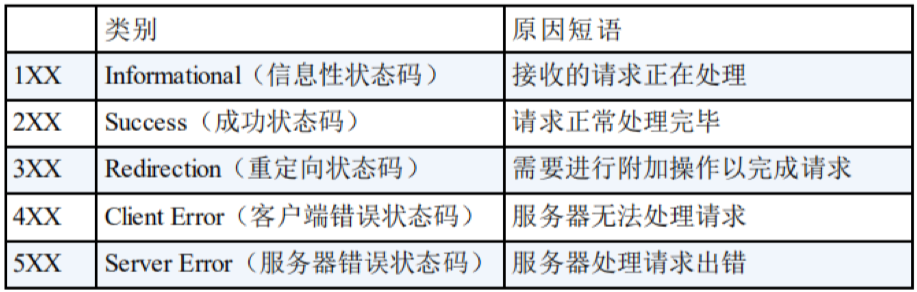 类别 原因短语
1XX Informational（信息性状态码） 接收的请求正在处理
2XX Success（成功状态码） 请求正常处理完毕
3XX Redirection（重定向状态码） 需要进行附加操作以完成请求
4XX Client Error（客户端错误状态码） 服务器无法处理请求
5XX Server Error（服务器错误状态码） 服务器处理请求出错